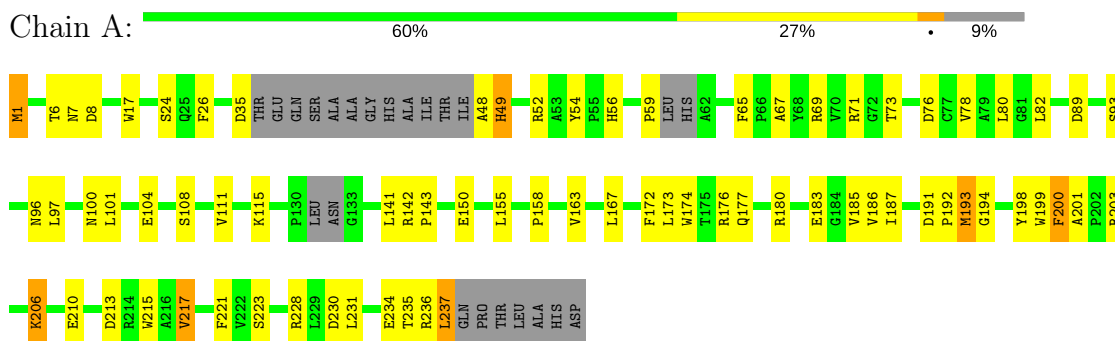 Chain A:
60% 27% • 9%
M1 T6 N7 D8 W17 S24 Q25 F26 D35 THR GLU GLN SER ALA ALA GLY HIS ALA ILE THR ILE A48 H49 R52 A53 Y54 P55 H56 P59 LEU HIS A62 F65 P66 A67 Y68 R69 V70 R71 G72 T73 D76 C77 V78 A79 L80 G81 L82 D89
N96 L97 N100 L101 E104 S108 V111 K115 P130 LEU ASN G133 L141 R142 P143 E150 L155 P158 V163 L167 F172 L173 W174 T175 R176 Q177 R180 E183 G184 V185 V186 I187 D191 P192 M193 G194 Y198 W199 F200 A201 P202
K206 E210 D213 R214 W215 A216 V217 F221 V222 S223 R228 L229 D230 L231 E234 T235 R236 L237 GLN PRO THR LEU ALA HIS ASP